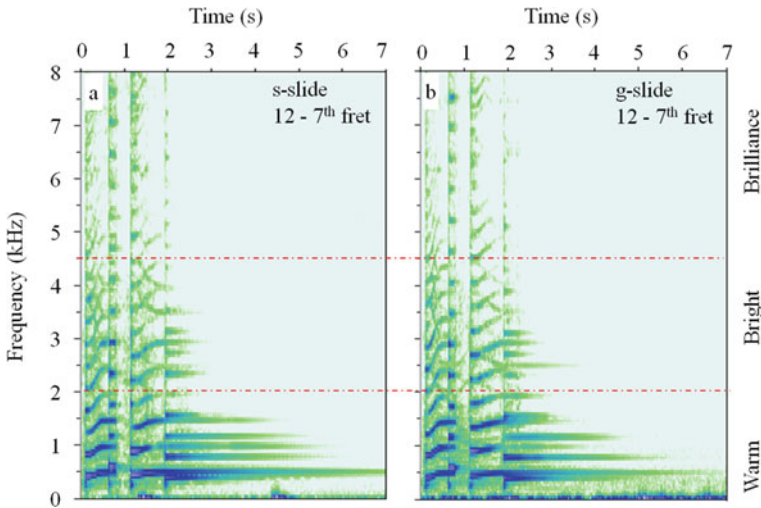 Time (s)
Time (s)
0 1 2 3 4 5 6 7
0 1 2 3 4 5 6 7
8
7
6
5
4
3
2
1
0
Frequency (kHz)
a
s-slide
12 - 7th fret
b
g-slide
12 - 7th fret
Brilliance
Bright
Warm